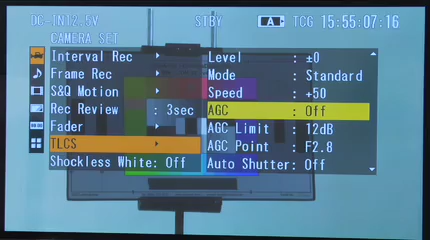 DC-IN12.5V STBY A TCG 15:55:07:16
CAMERA SET
Interval Rec
Frame Rec
S&Q Motion
Rec Review : 3sec
Fader
TLCS
Shockless White: Off
Level : ±0
Mode : Standard
Speed : +50
AGC : Off
AGC Limit : 12dB
AGC Point : F2.8
Auto Shutter: Off